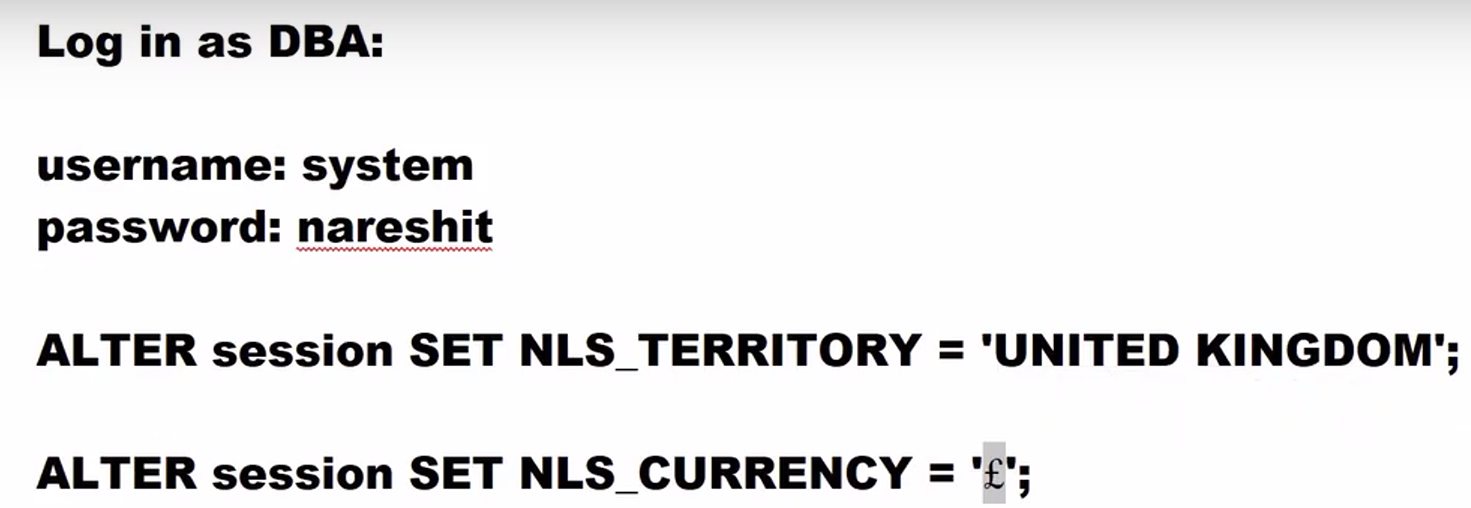 Log in as DBA:
username: system
password: nareshit
ALTER session SET NLS_TERRITORY = 'UNITED KINGDOM';
ALTER session SET NLS_CURRENCY = '£';